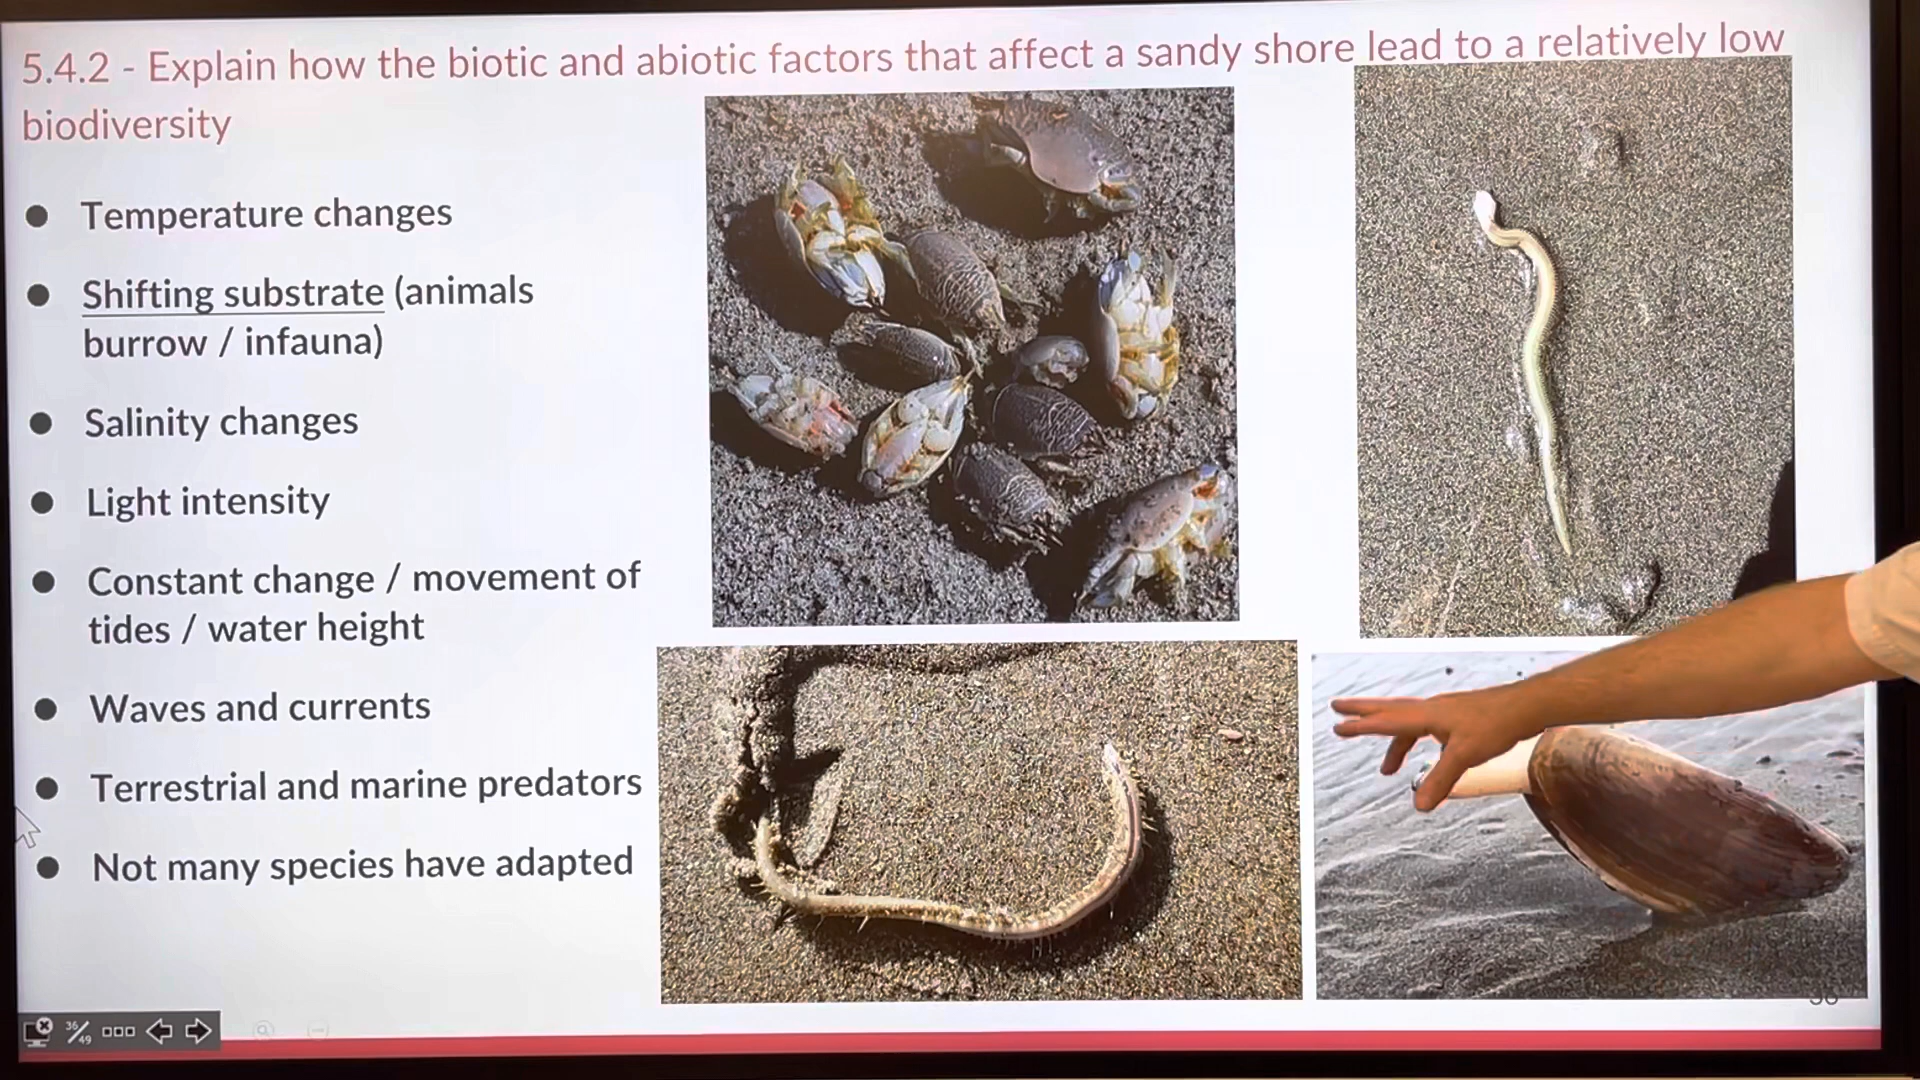 5.4.2 - Explain how the biotic and abiotic factors that affect a sandy shore lead to a relatively low
biodiversity
● Temperature changes
● Shifting substrate (animals
burrow / infauna)
● Salinity changes
● Light intensity
● Constant change / movement of
tides / water height
● Waves and currents
● Terrestrial and marine predators
● Not many species have adapted
36/49